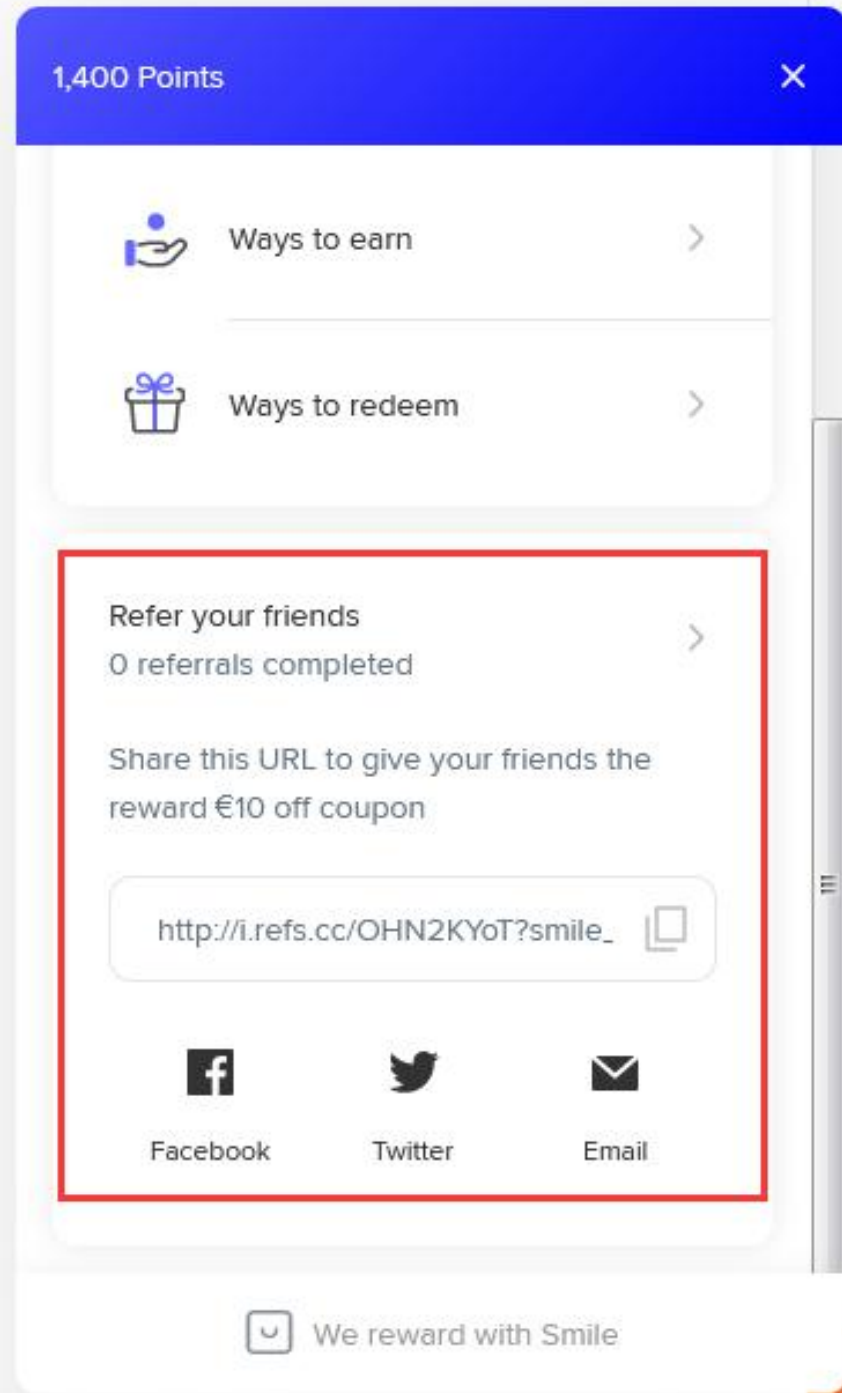 1,400 Points
Ways to earn
Ways to redeem
Refer your friends
0 referrals completed
Share this URL to give your friends the
reward €10 off coupon
http://i.refs.cc/OHN2KYoT?smile_
Facebook
Twitter
Email
We reward with Smile